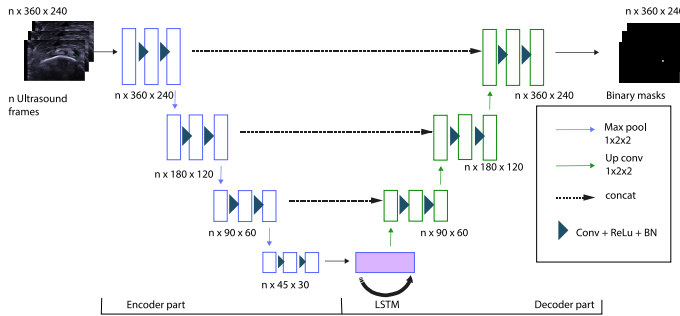 n x 360 x 240
n x 360 x 240
n Ultrasound
frames
n x 360 x 240
n x 360 x 240
Binary masks
n x 180 x 120
n x 180 x 120
n x 90 x 60
n x 90 x 60
n x 45 x 30
Max pool
1x2x2
Up conv
1x2x2
concat
Conv + ReLu + BN
Encoder part
LSTM
Decoder part